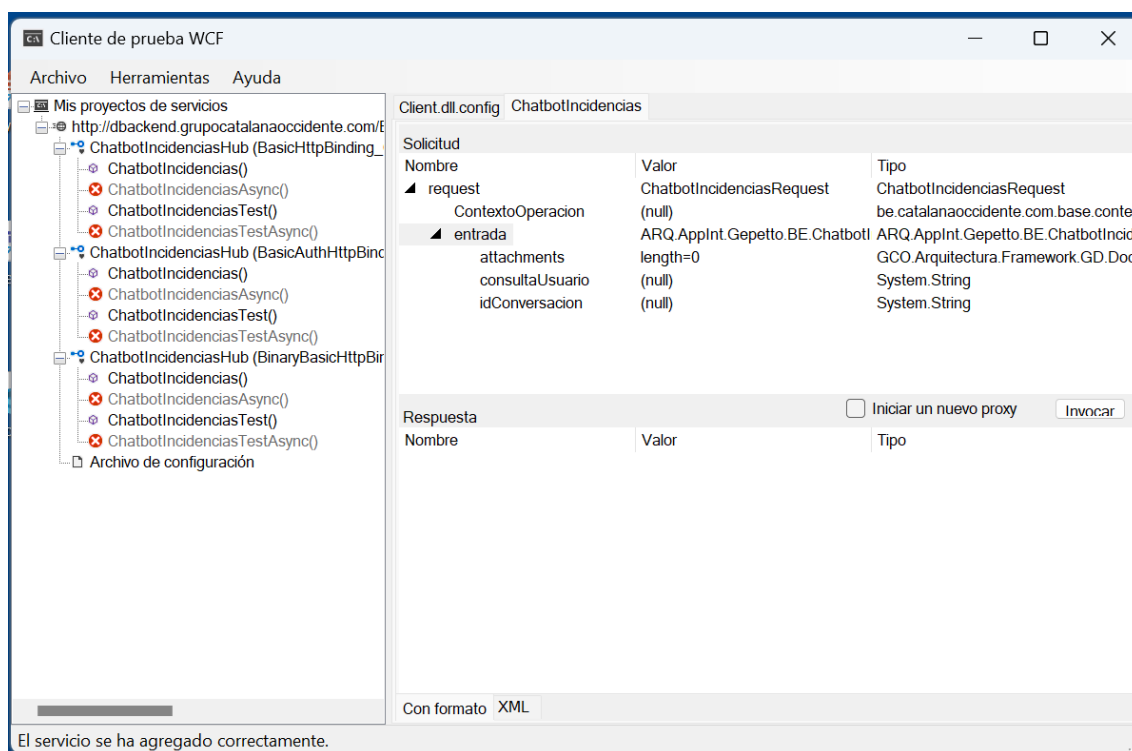 Cliente de prueba WCF
Archivo Herramientas Ayuda
Mis proyectos de servicios
http://dbackend.grupocatalanaoccidente.com/E
ChatbotIncidenciasHub (BasicHttpBinding_
ChatbotIncidencias()
ChatbotIncidenciasAsync()
ChatbotIncidenciasTest()
ChatbotIncidenciasTestAsync()
ChatbotIncidenciasHub (BasicAuthHttpBinc
ChatbotIncidencias()
ChatbotIncidenciasAsync()
ChatbotIncidenciasTest()
ChatbotIncidenciasTestAsync()
ChatbotIncidenciasHub (BinaryBasicHttpBir
ChatbotIncidencias()
ChatbotIncidenciasAsync()
ChatbotIncidenciasTest()
ChatbotIncidenciasTestAsync()
Archivo de configuración
Client.dll.config ChatbotIncidencias
Solicitud
Nombre Valor Tipo
request ChatbotIncidenciasRequest ChatbotIncidenciasRequest
ContextoOperacion (null) be.catalanaoccidente.com.base.conte
entrada ARQ.AppInt.Gepetto.BE.ChatbotI ARQ.AppInt.Gepetto.BE.ChatbotIncid
attachments length=0 GCO.Arquitectura.Framework.GD.Doc
consultaUsuario (null) System.String
idConversacion (null) System.String
Respuesta Iniciar un nuevo proxy Invocar
Nombre Valor Tipo
Con formato XML
El servicio se ha agregado correctamente.